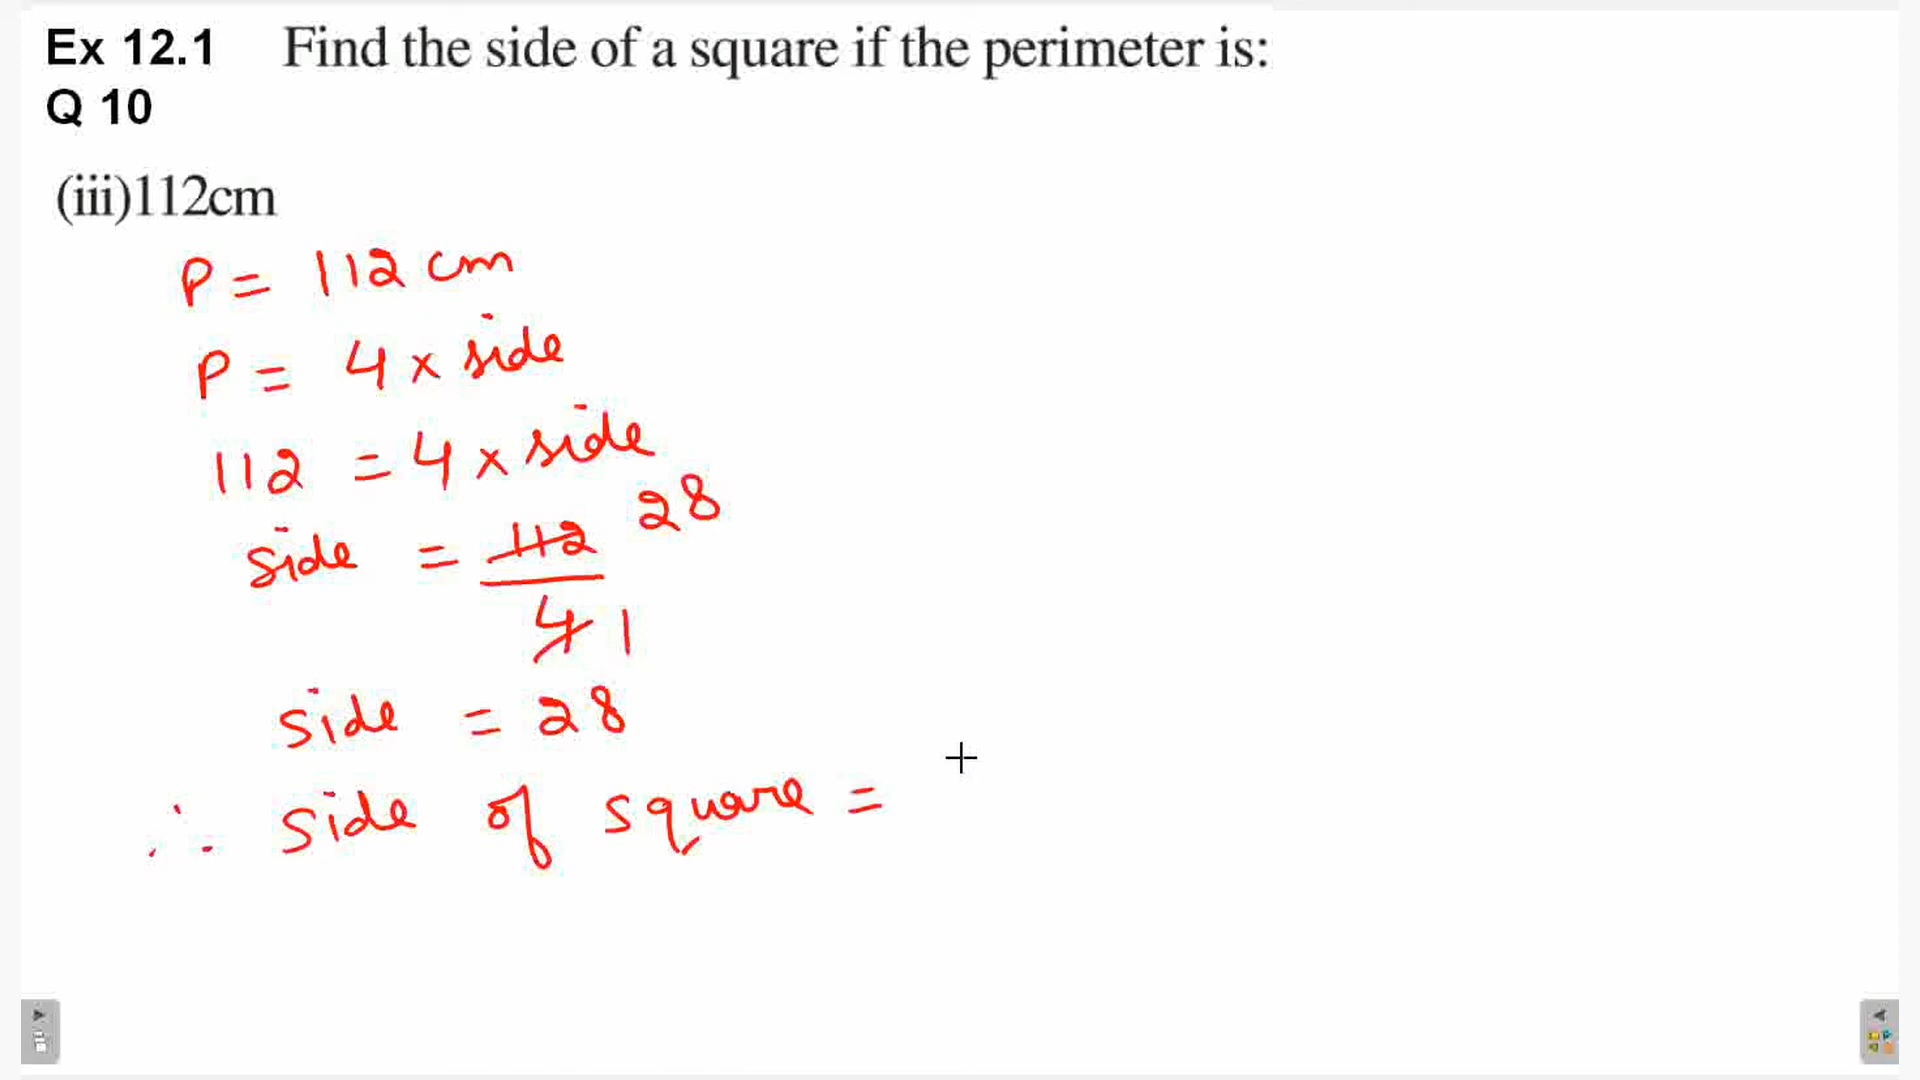 Ex 12.1 Find the side of a square if the perimeter is:
Q 10
(iii)112cm
P = 112 cm
P = 4 x side
112 = 4 x side
side = 112/4 28 1
side = 28
∴ side of square =